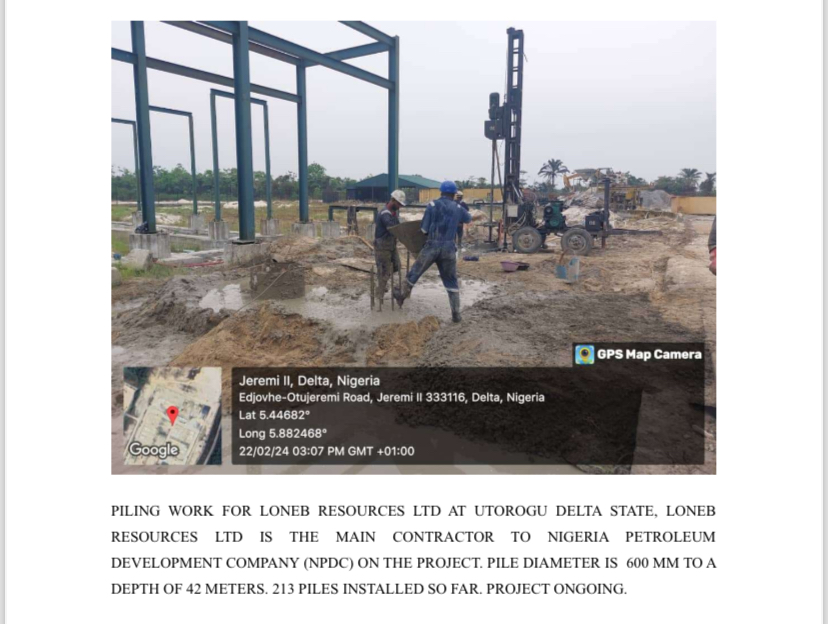 GPS Map Camera
Jeremi II, Delta, Nigeria
Edjovhe-Otujeremi Road, Jeremi II 333116, Delta, Nigeria
Lat 5.44682°
Long 5.882468°
22/02/24 03:07 PM GMT +01:00
Google
PILING WORK FOR LONEB RESOURCES LTD AT UTOROGU DELTA STATE, LONEB
RESOURCES LTD IS THE MAIN CONTRACTOR TO NIGERIA PETROLEUM
DEVELOPMENT COMPANY (NPDC) ON THE PROJECT. PILE DIAMETER IS 600 MM TO A
DEPTH OF 42 METERS. 213 PILES INSTALLED SO FAR. PROJECT ONGOING.